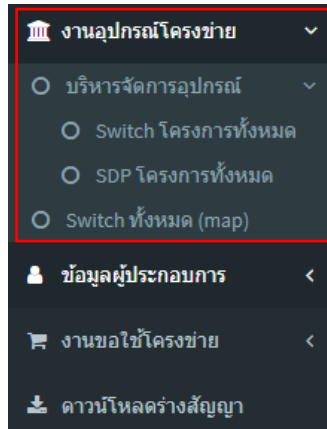 งานอุปกรณ์โครงข่าย
บริหารจัดการอุปกรณ์
Switch โครงการทั้งหมด
SDP โครงการทั้งหมด
Switch ทั้งหมด (map)
ข้อมูลผู้ประกอบการ
งานขอใช้โครงข่าย
ดาวน์โหลดร่างสัญญา